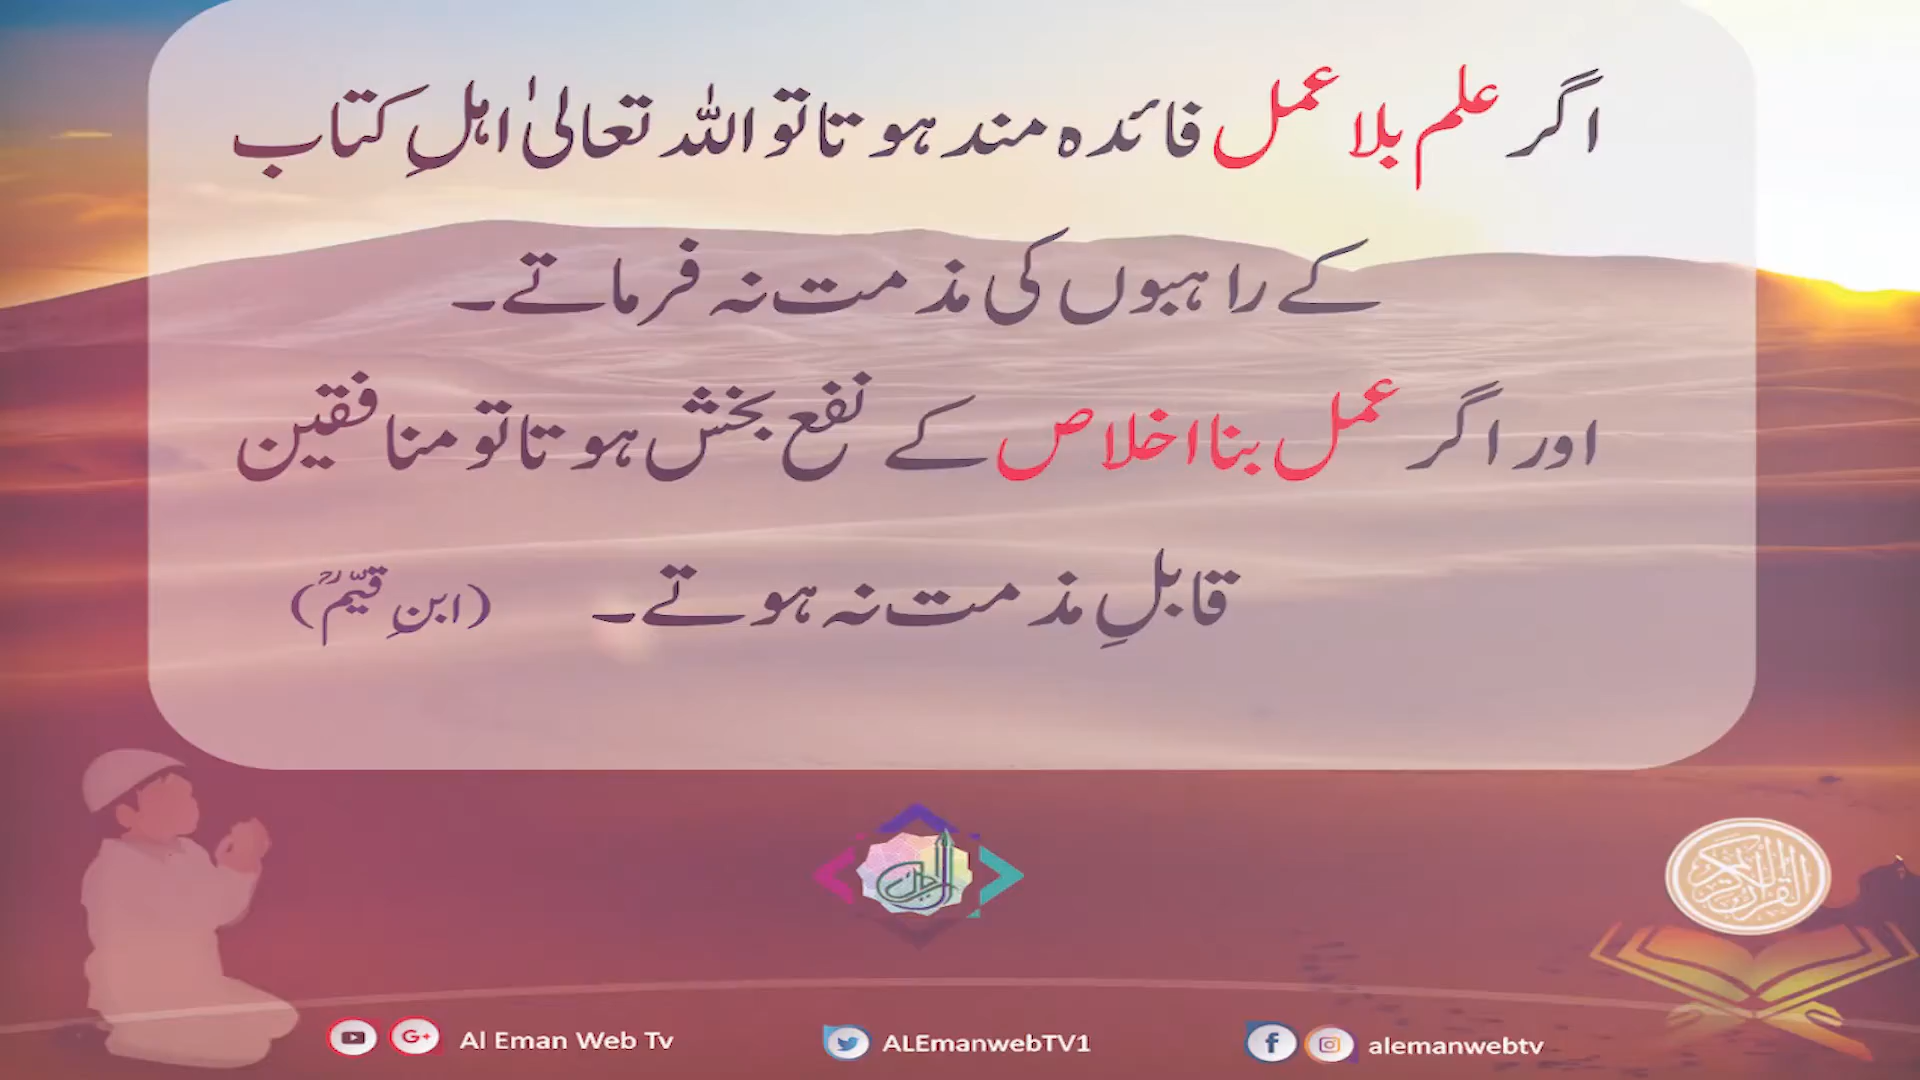 اگر علم بلا عمل فائدہ مند ہوتا تو اللہ تعالیٰ اہلِ کتاب
کے راہبوں کی مذمت نہ فرماتے۔
اور اگر عمل بنا اخلاص کے نفع بخش ہوتا تو منافقین
قابلِ مذمت نہ ہوتے۔ (ابنِ قیّمؒ)
القرآن الكريم
Al Eman Web Tv
ALEmanwebTV1
alemanwebtv